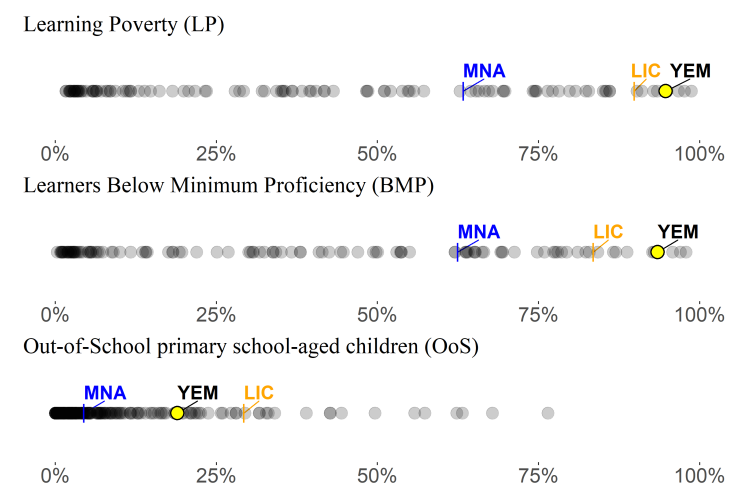 Learning Poverty (LP)
MNA LIC YEM
0% 25% 50% 75% 100%
Learners Below Minimum Proficiency (BMP)
MNA LIC YEM
0% 25% 50% 75% 100%
Out-of-School primary school-aged children (OoS)
MNA YEM LIC
0% 25% 50% 75% 100%